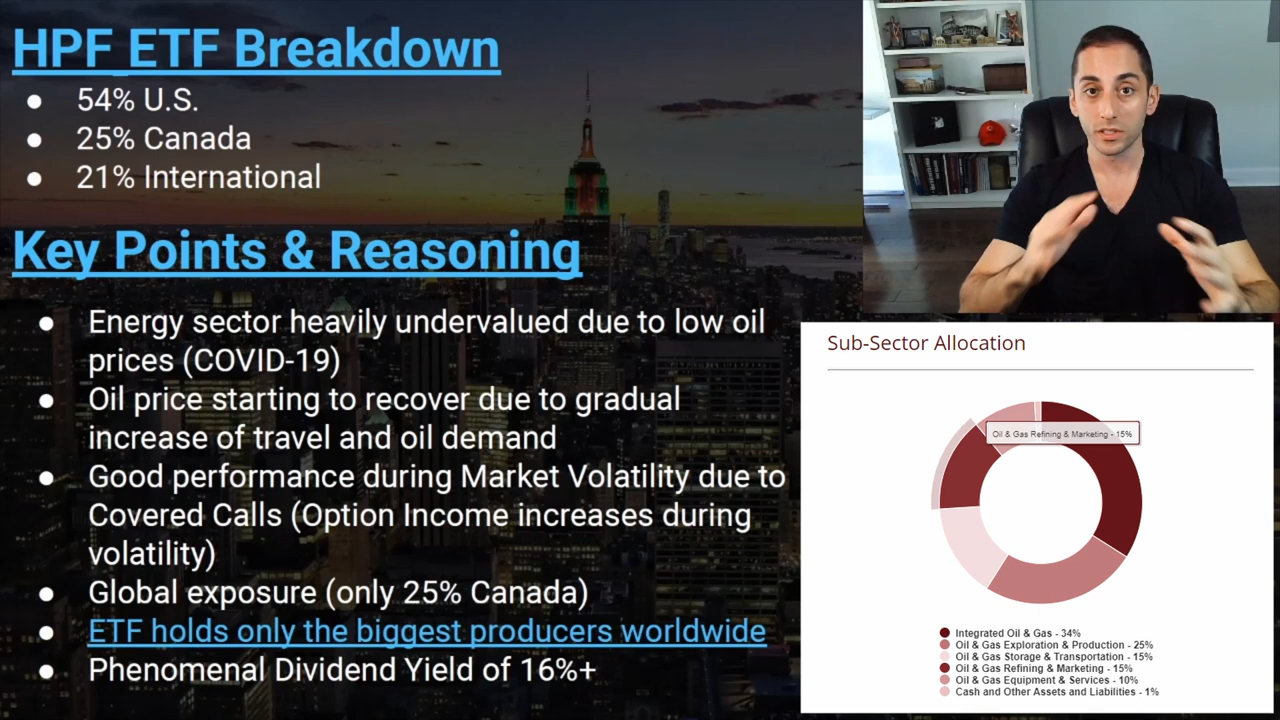 HPF ETF Breakdown
● 54% U.S.
● 25% Canada
● 21% International
Key Points & Reasoning
● Energy sector heavily undervalued due to low oil
prices (COVID-19)
● Oil price starting to recover due to gradual
increase of travel and oil demand
● Good performance during Market Volatility due to
Covered Calls (Option Income increases during
volatility)
● Global exposure (only 25% Canada)
● ETF holds only the biggest producers worldwide
● Phenomenal Dividend Yield of 16%+
Sub-Sector Allocation
Oil & Gas Refining & Marketing - 15%
Integrated Oil & Gas - 34%
Oil & Gas Exploration & Production - 25%
Oil & Gas Storage & Transportation - 15%
Oil & Gas Refining & Marketing - 15%
Oil & Gas Equipment & Services - 10%
Cash and Other Assets and Liabilities - 1%